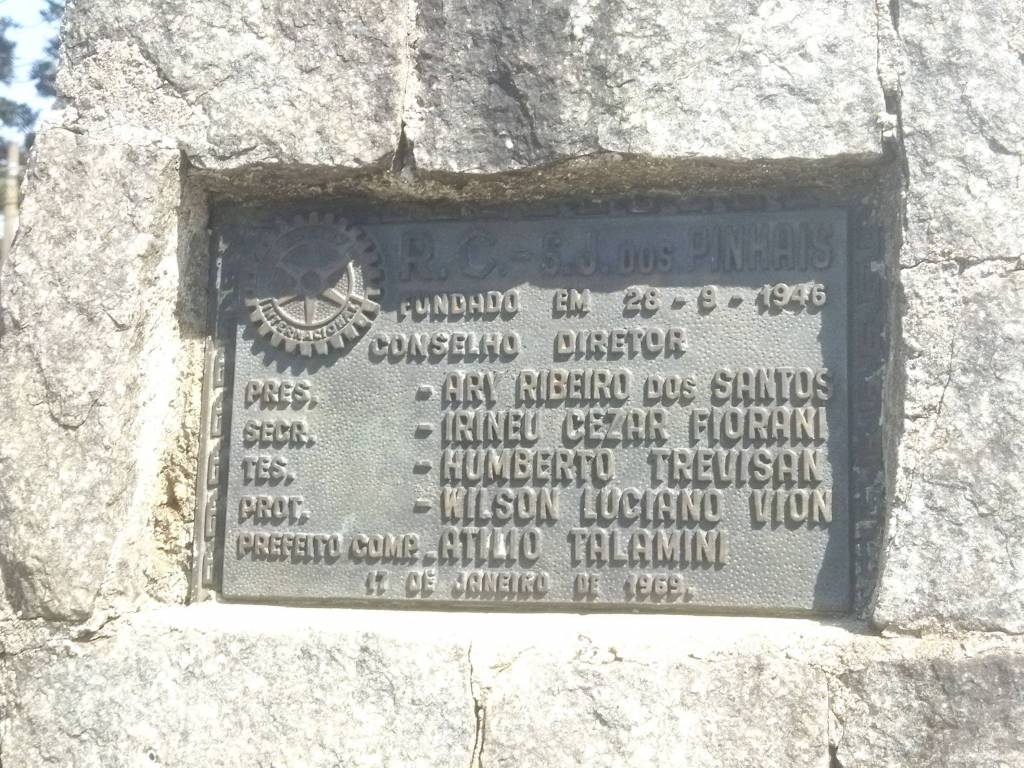 R.C.-S.J. DOS PINHAIS
INTERNACIONAL
FUNDADO EM 28-9-1946
CONSELHO DIRETOR
PRES. - ARY RIBEIRO DOS SANTOS
SECR. - IRINEU CEZAR FIORANI
TES. - HUMBERTO TREVISAN
PROT. - WILSON LUCIANO VION
PREFEITO COMP. ATILIO TALAMINI
17 DE JANEIRO DE 1969.